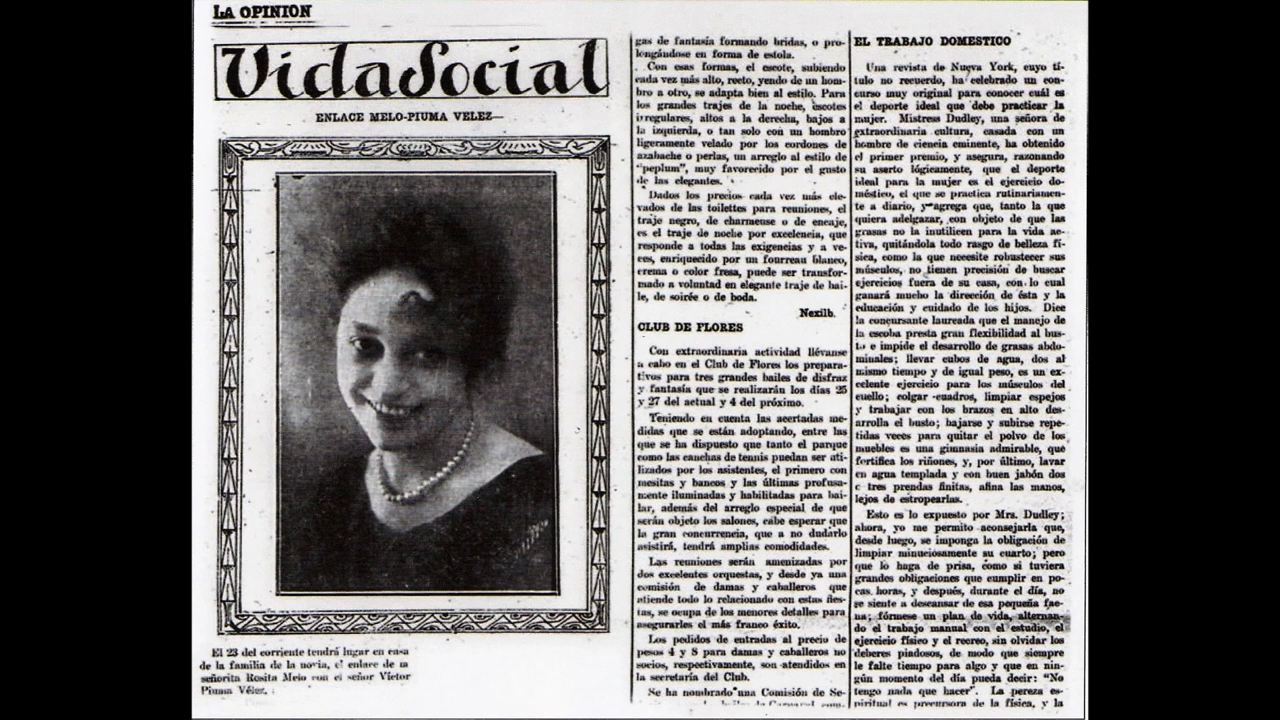 LA OPINION
Vida Social
ENLACE MELO-PIUMA VELEZ—
El 23 del corriente tendrá lugar en casa
de la familia de la novia, el enlace de la
señorita Rosita Melo con el señor Víctor
Piuma Vélez.
gas de fantasía formando bridas, o pro-
longándose en forma de estola.
Con esas formas, el escote, subiendo
cada vez más alto, recto, yendo de un hom-
bro a otro, se adapta bien al estilo. Para
los grandes trajes de la noche, escotes
irregulares, altos a la derecha, bajos a
la izquierda, o tan solo con un hombro
ligeramente velado por los cordones de
azabache o perlas, un arreglo al estilo de
"peplum", muy favorecido por el gusto
de las elegantes.
Dados los precios cada vez más ele-
vados de las toilettes para reuniones, el
traje negro, de charmeuse o de encaje,
es el traje de noche por excelencia, que
responde a todas las exigencias y a ve-
ces, enriquecido por un fourreau blanco,
crema o color fresa, puede ser transfor-
mado a voluntad en elegante traje de bai-
le, de soirée o de boda.
Nexilb.
CLUB DE FLORES
Con extraordinaria actividad llévanse
a cabo en el Club de Flores los prepara-
tivos para tres grandes bailes de disfraz
y fantasía que se realizarán los días 25
y 27 del actual y 4 del próximo.
Teniendo en cuenta las acertadas me-
didas que se están adoptando, entre las
que se ha dispuesto que tanto el parque
como las canchas de tennis puedan ser uti-
lizados por los asistentes, el primero con
mesitas y bancos y las últimas profusa-
mente iluminadas y habilitadas para bai-
lar, además del arreglo especial de que
serán objeto los salones, cabe esperar que
la gran concurrencia, que a no dudarlo
asistirá, tendrá amplias comodidades.
Las reuniones serán amenizadas por
dos excelentes orquestas, y desde ya una
comisión de damas y caballeros que
atiende todo lo relacionado con estas fies-
tas, se ocupa de los menores detalles para
asegurarles el más franco éxito.
Los pedidos de entradas al precio de
pesos 4 y 8 para damas y caballeros no
socios, respectivamente, son atendidos en
la secretaría del Club.
Se ha nombrado una Comisión de Se-
EL TRABAJO DOMESTICO
Una revista de Nueva York, cuyo tí-
tulo no recuerdo, ha celebrado un con-
curso muy original para conocer cuál es
el deporte ideal que debe practicar la
mujer. Mistress Dudley, una señora de
extraordinaria cultura, casada con un
hombre de ciencia eminente, ha obtenido
el primer premio, y asegura, razonando
su aserto lógicamente, que el deporte
ideal para la mujer es el ejercicio do-
méstico, el que se practica rutinariamen-
te a diario, y agrega que, tanto la que
quiera adelgazar, con objeto de que las
grasas no la inutilicen para la vida ac-
tiva, quitándola todo rasgo de belleza fí-
sica, como la que necesite robustecer sus
músculos, no tienen precisión de buscar
ejercicios fuera de su casa, con lo cual
ganará mucho la dirección de ésta y la
educación y cuidado de los hijos. Dice
la concursante laureada que el manejo de
la escoba presta gran flexibilidad al bus-
to e impide el desarrollo de grasas abdo-
minales; llevar cubos de agua, dos al
mismo tiempo y de igual peso, es un ex-
celente ejercicio para los músculos del
cuello; colgar cuadros, limpiar espejos
y trabajar con los brazos en alto des-
arrolla el busto; bajarse y subirse repe-
tidas veces para quitar el polvo de los
muebles es una gimnasia admirable, que
fortifica los riñones, y, por último, lavar
en agua templada y con buen jabón dos
o tres prendas finitas, afina las manos,
lejos de estropearlas.
Esto es lo expuesto por Mrs. Dudley;
ahora, yo me permito aconsejarla que,
desde luego, se imponga la obligación de
limpiar minuciosamente su cuarto; pero
que lo haga de prisa, como si tuviera
grandes obligaciones que cumplir en po-
cas horas, y después, durante el día, no
se siente a descansar de esa pequeña fae-
na; fórmese un plan de vida, alternan-
do el trabajo manual con el estudio, el
ejercicio físico y el recreo, sin olvidar los
deberes piadosos, de modo que siempre
le falte tiempo para algo y que en nin-
gún momento del día pueda decir: "No
tengo nada que hacer". La pereza es-
piritual es precursora de la física, y la